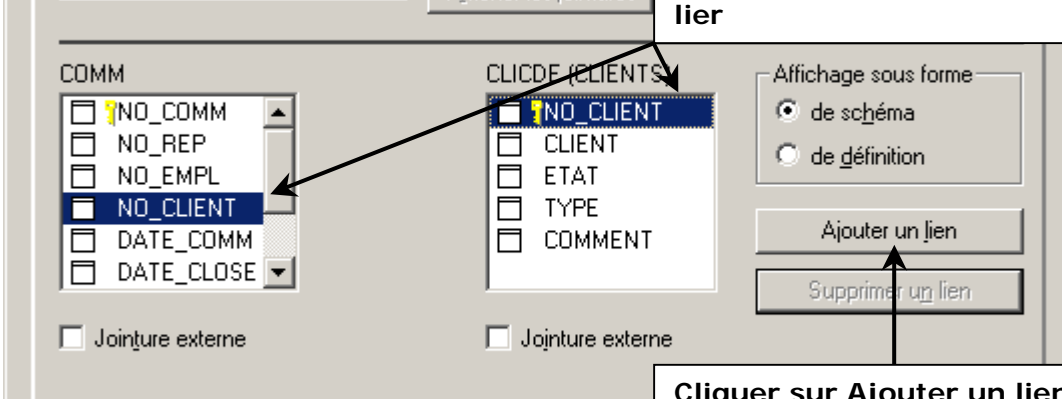 lier
COMM
CLICDE (CLIENTS)
Affichage sous forme
NO_COMM
NO_CLIENT
de schéma
NO_REP
CLIENT
de définition
NO_EMPL
ETAT
NO_CLIENT
TYPE
DATE_COMM
COMMENT
Ajouter un lien
DATE_CLOSE
Supprimer un lien
Jointure externe
Jointure externe
Cliquer sur Ajouter un lien